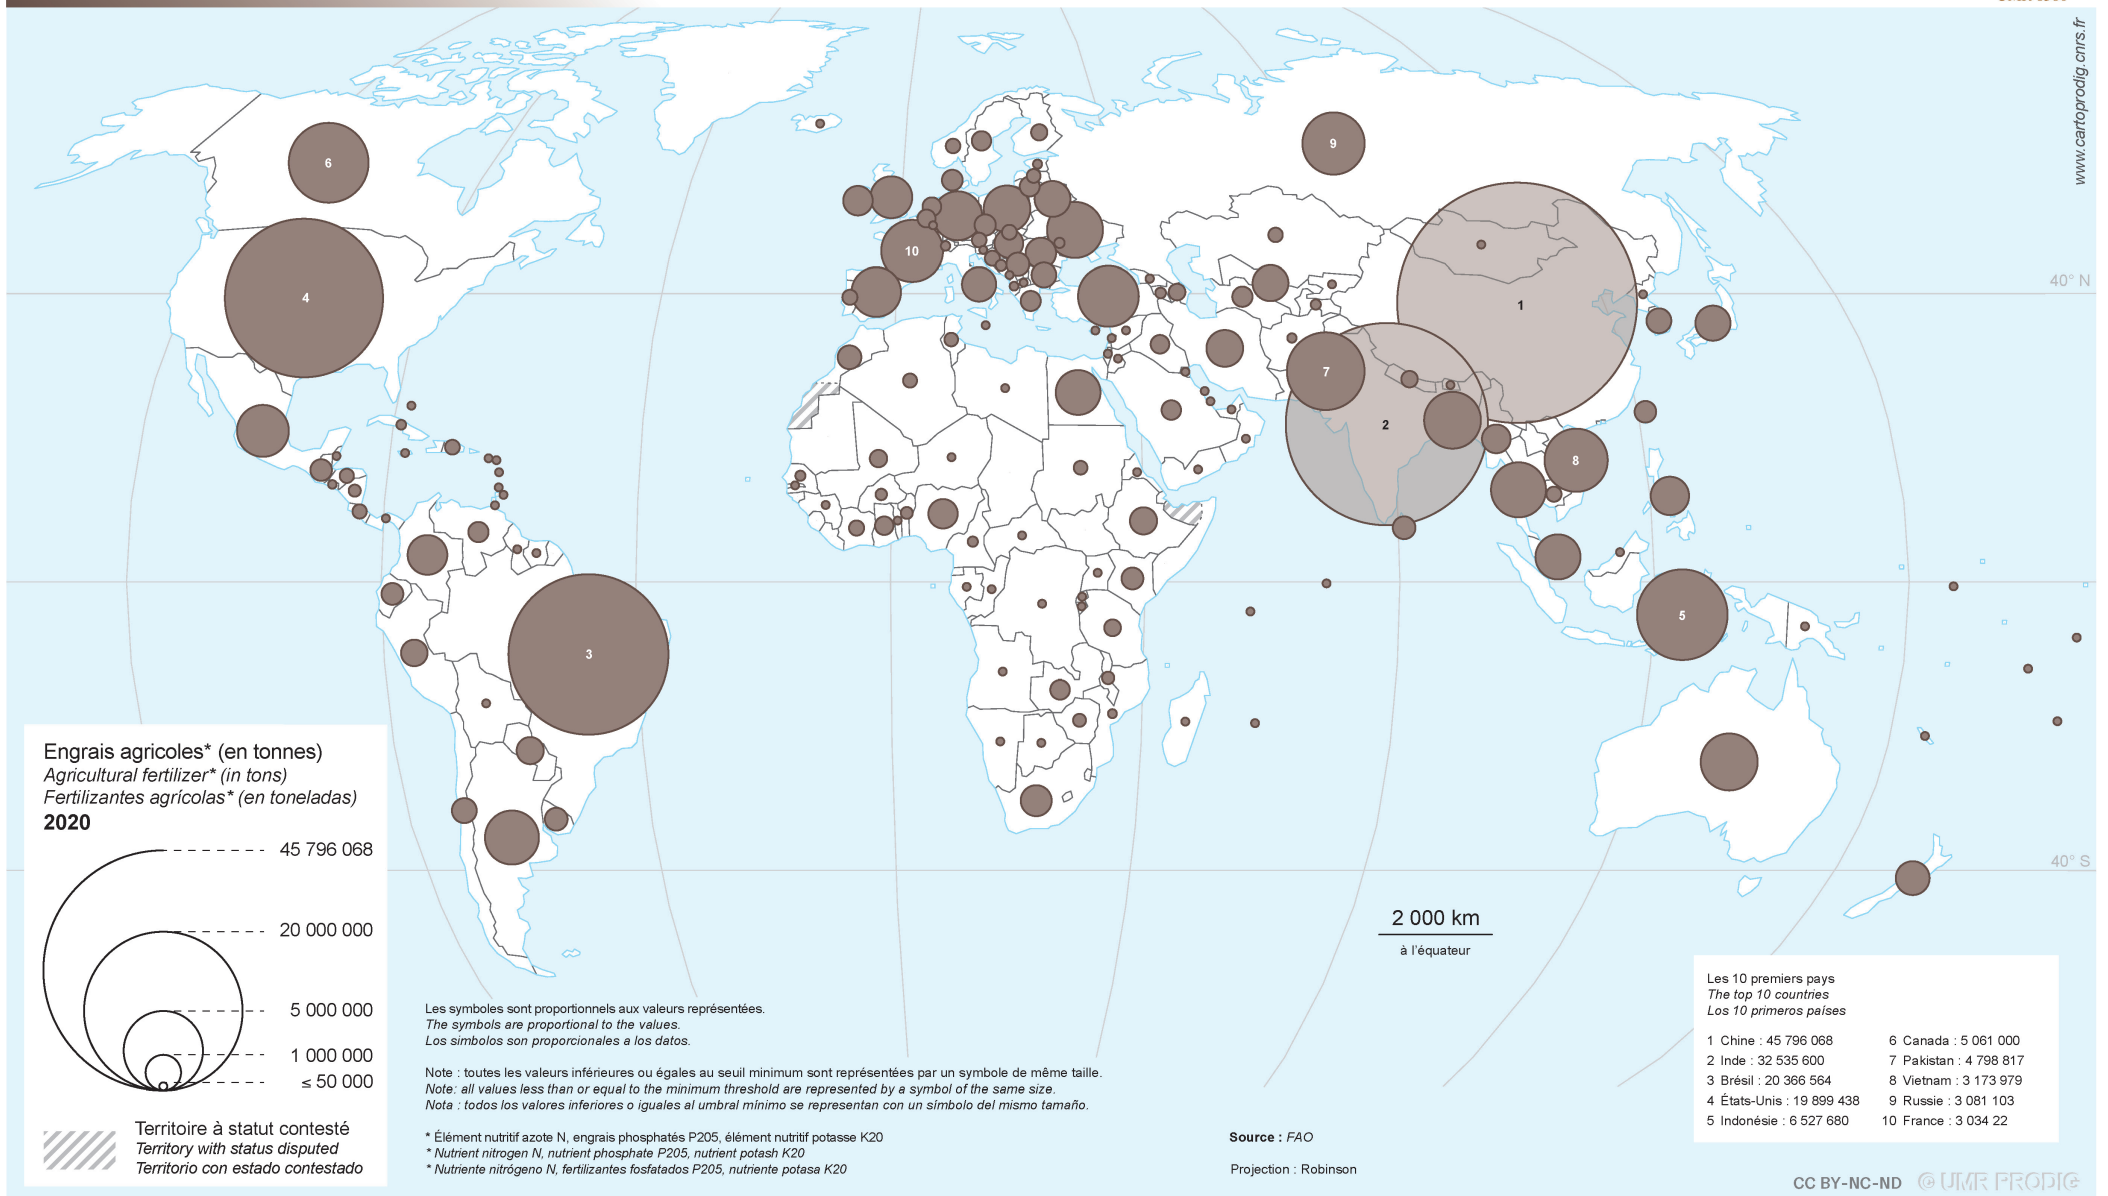 www.cartoprodig.cnrs.fr
6
9
10
4
1
40° N
7
2
8
3
5
40° S
Engrais agricoles* (en tonnes)
Agricultural fertilizer* (in tons)
Fertilizantes agrícolas* (en toneladas)
2020
45 796 068
20 000 000
5 000 000
1 000 000
≤ 50 000
Territoire à statut contesté
Territory with status disputed
Territorio con estado contestado
2 000 km
à l'équateur
Les symboles sont proportionnels aux valeurs représentées.
The symbols are proportional to the values.
Los simbolos son proporcionales a los datos.
Note : toutes les valeurs inférieures ou égales au seuil minimum sont représentées par un symbole de même taille.
Note: all values less than or equal to the minimum threshold are represented by a symbol of the same size.
Nota : todos los valores inferiores o iguales al umbral mínimo se representan con un símbolo del mismo tamaño.
* Élément nutritif azote N, engrais phosphatés P205, élément nutritif potasse K20
* Nutrient nitrogen N, nutrient phosphate P205, nutrient potash K20
* Nutriente nitrógeno N, fertilizantes fosfatados P205, nutriente potasa K20
Source : FAO
Projection : Robinson
Les 10 premiers pays
The top 10 countries
Los 10 primeros países
1 Chine : 45 796 068
2 Inde : 32 535 600
3 Brésil : 20 366 564
4 États-Unis : 19 899 438
5 Indonésie : 6 527 680
6 Canada : 5 061 000
7 Pakistan : 4 798 817
8 Vietnam : 3 173 979
9 Russie : 3 081 103
10 France : 3 034 22
CC BY-NC-ND © UMR PRODIG